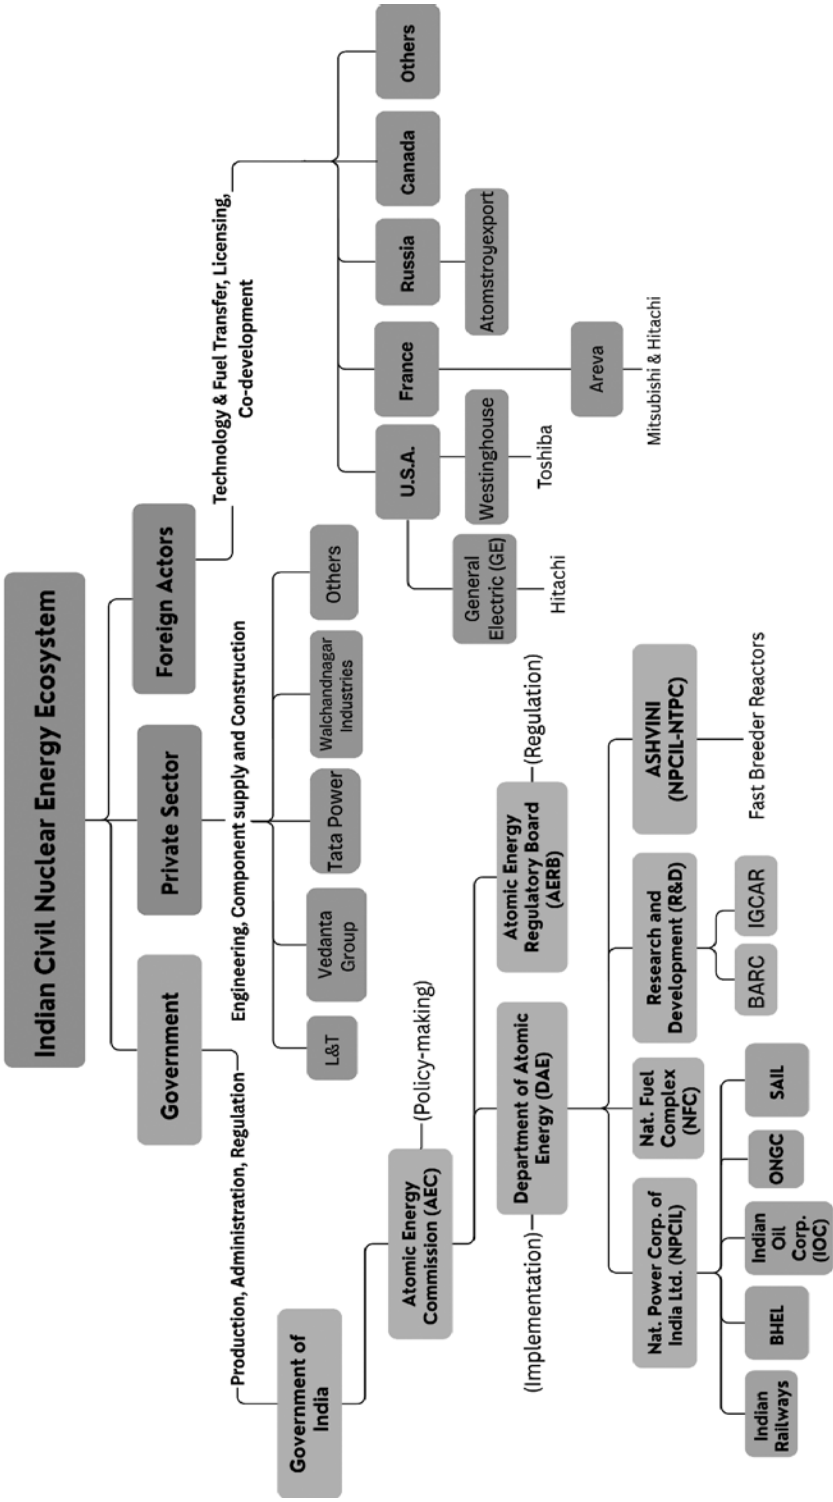 Indian Civil Nuclear Energy Ecosystem
Government
Private Sector
Foreign Actors
Production, Administration, Regulation
Engineering, Component supply and Construction
Technology & Fuel Transfer, Licensing,
Co-development
Government of
India
L&T
Vedanta
Group
Tata Power
Walchandnagar
Industries
Others
U.S.A.
France
Russia
Canada
Others
General
Electric (GE)
Westinghouse
Atomstroyexport
Hitachi
Toshiba
Areva
Mitsubishi & Hitachi
Atomic Energy
Commission (AEC)
(Policy-making)
(Implementation)
Department of Atomic
Energy (DAE)
Atomic Energy
Regulatory Board
(AERB)
(Regulation)
Nat. Power Corp. of
India Ltd. (NPCIL)
Nat. Fuel
Complex
(NFC)
Research and
Development (R&D)
ASHVINI
(NPCIL-NTPC)
Indian
Railways
BHEL
Indian
Oil
Corp.
(IOC)
ONGC
SAIL
BARC
IGCAR
Fast Breeder Reactors